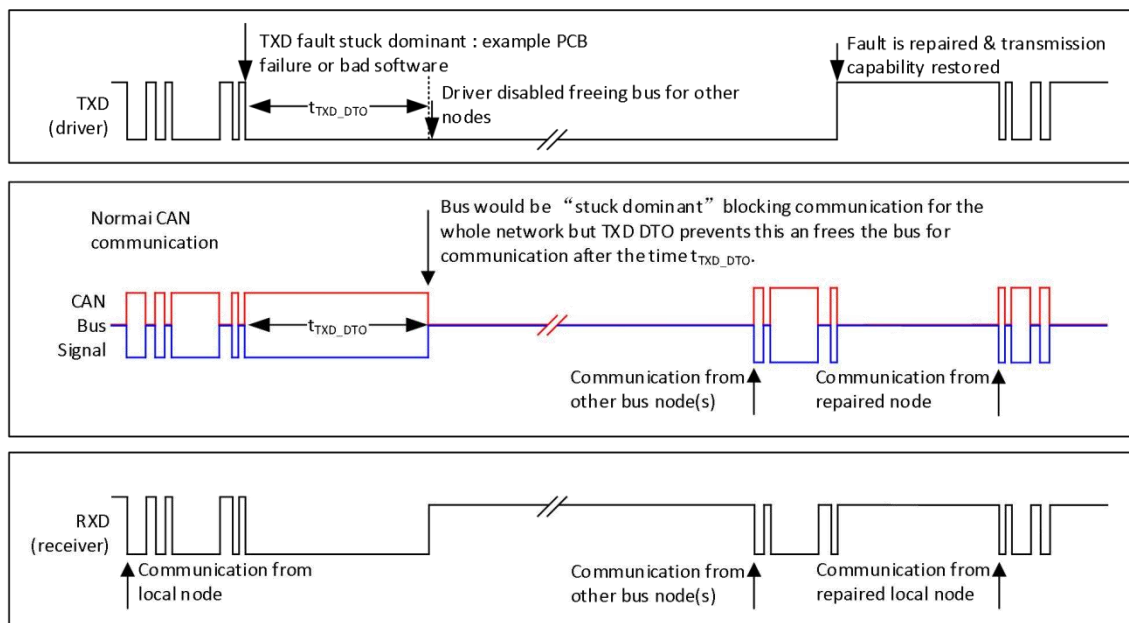 TXD fault stuck dominant : example PCB
failure or bad software
Fault is repaired & transmission
capability restored
TXD
(driver)
tTXD_DTO
Driver disabled freeing bus for other
nodes
Normai CAN
communication
Bus would be “stuck dominant” blocking communication for the
whole network but TXD DTO prevents this an frees the bus for
communication after the time tTXD_DTO.
CAN
Bus
Signal
tTXD_DTO
Communication from
other bus node(s)
Communication from
repaired node
RXD
(receiver)
Communication from
local node
Communication from
other bus node(s)
Communication from
repaired local node